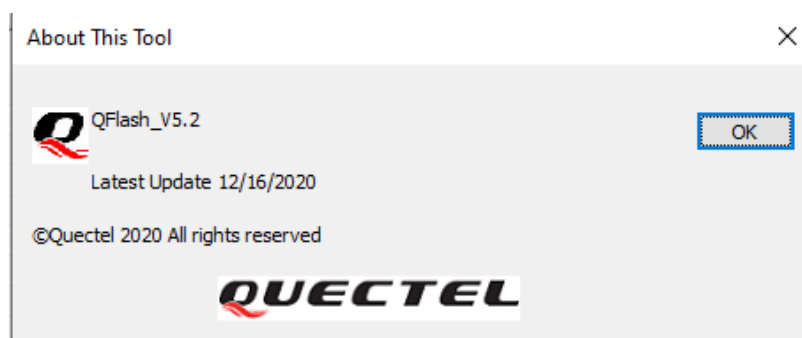 About This Tool
QFlash_V5.2
OK
Latest Update 12/16/2020
©Quectel 2020 All rights reserved
QUECTEL